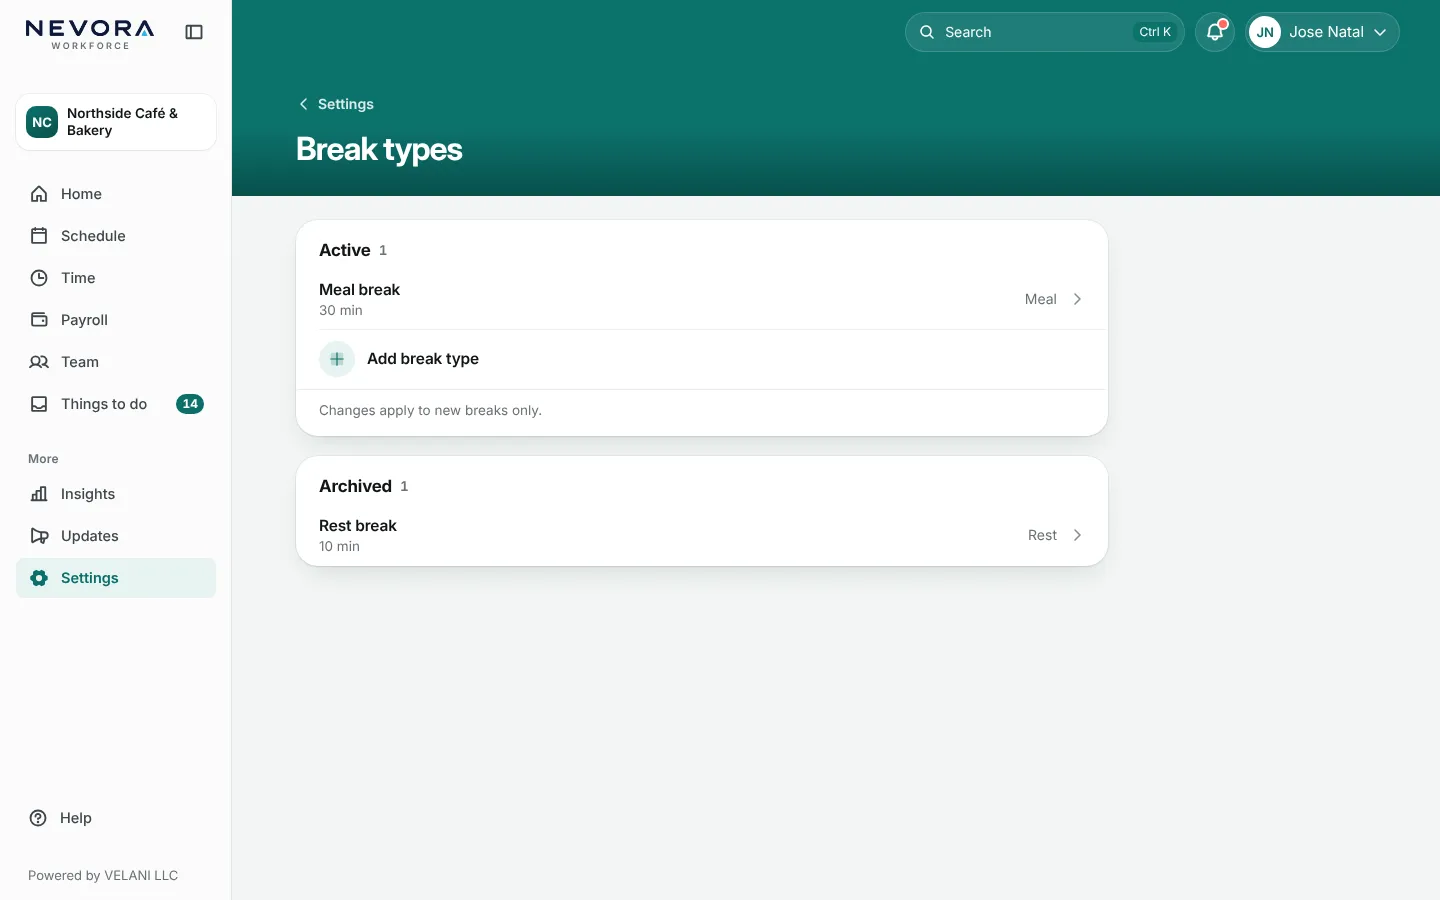 NEVORA
WORKFORCE
Search
Ctrl K
JN
Jose Natal
NC
Northside Café &
Bakery
Settings
Break types
Home
Schedule
Time
Payroll
Team
Things to do
14
More
Insights
Updates
Settings
Active 1
Meal break
30 min
Meal
Add break type
Changes apply to new breaks only.
Archived 1
Rest break
10 min
Rest
Help
Powered by VELANI LLC